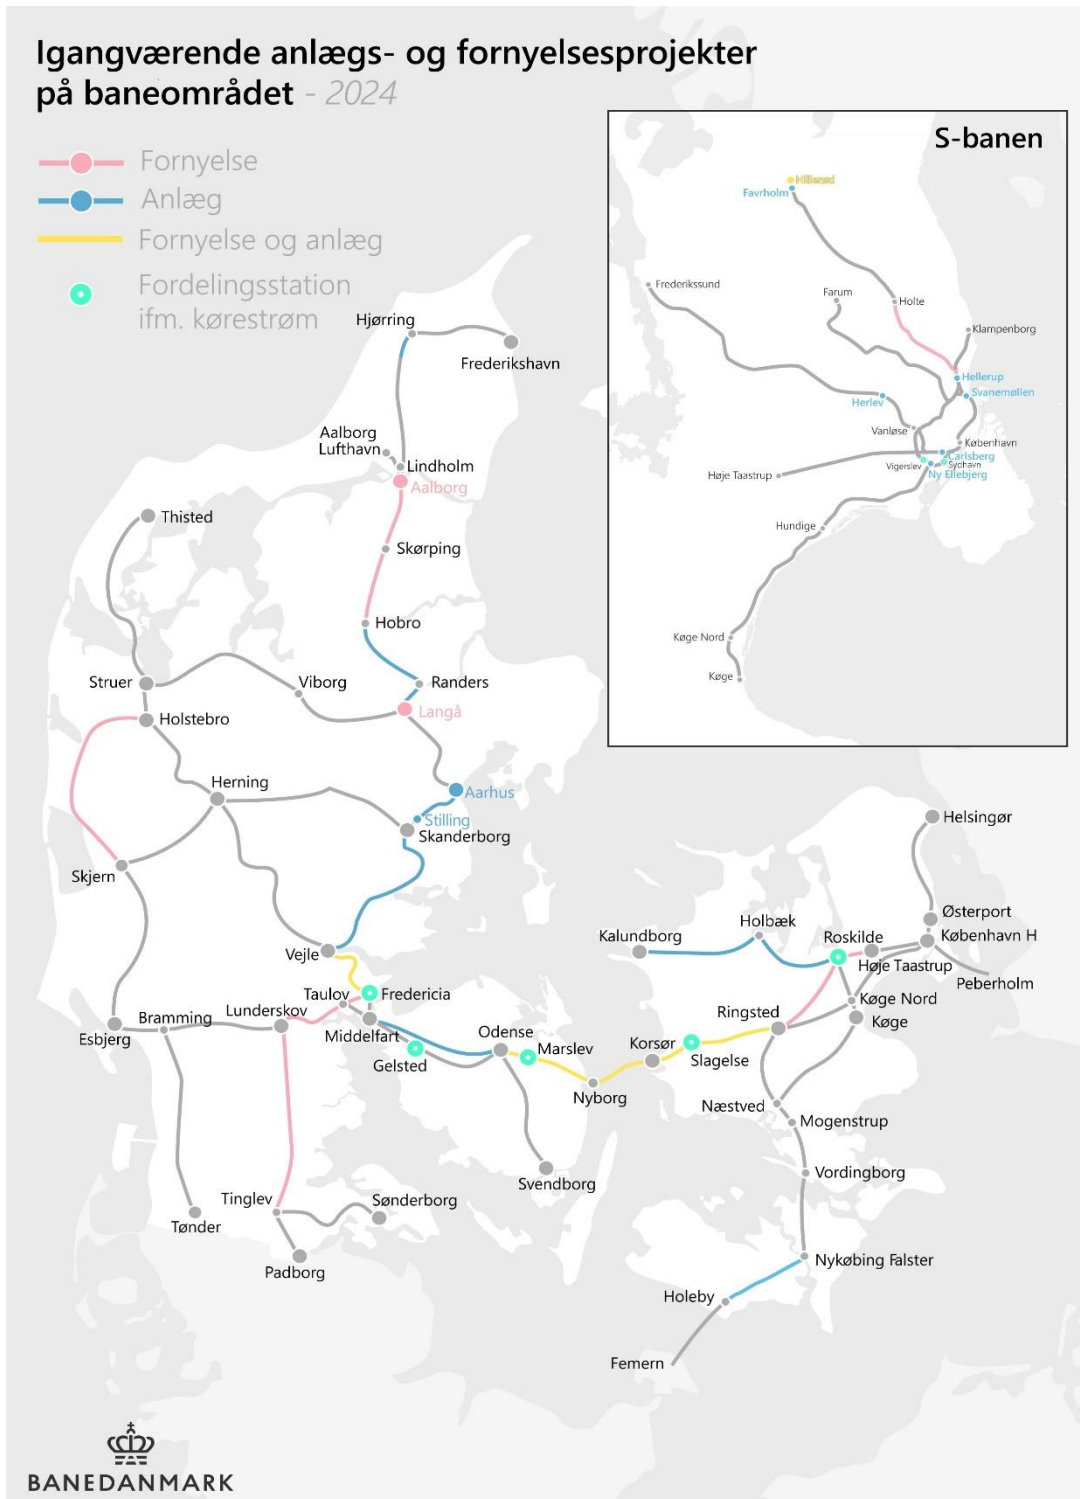 Igangværende anlægs- og fornyelsesprojekter
på baneområdet - 2024
Fornyelse
Anlæg
Fornyelse og anlæg
Fordelingsstation
ifm. kørestrøm
S-banen
Hillerød
Favrholm
Frederikssund
Farum
Holte
Klampenborg
Hellerup
Svanemøllen
Herlev
Vanløse
København
Carlsberg
Vigerslev
Sydhavn
Ny Ellebjerg
Høje Taastrup
Hundige
Køge Nord
Køge
Hjørring
Frederikshavn
Aalborg
Lufthavn
Lindholm
Aalborg
Thisted
Skørping
Hobro
Struer
Viborg
Randers
Holstebro
Langå
Herning
Aarhus
Stilling
Skanderborg
Skjern
Vejle
Taulov
Fredericia
Lunderskov
Bramming
Esbjerg
Middelfart
Gelsted
Odense
Marslev
Nyborg
Korsør
Slagelse
Ringsted
Kalundborg
Holbæk
Roskilde
Høje Taastrup
Helsingør
Østerport
København H
Peberholm
Køge Nord
Køge
Næstved
Mogenstrup
Vordingborg
Svendborg
Tinglev
Sønderborg
Tønder
Padborg
Nykøbing Falster
Holeby
Femern
BANEDANMARK